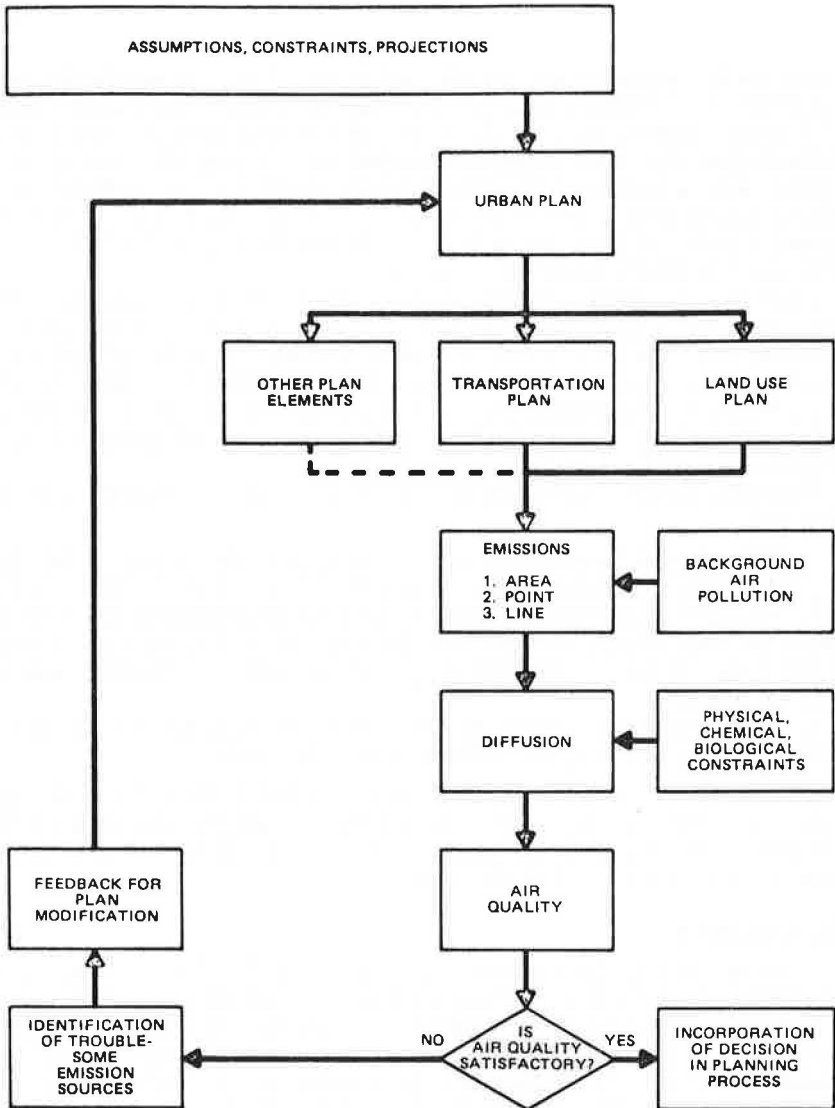 ASSUMPTIONS, CONSTRAINTS, PROJECTIONS
URBAN PLAN
OTHER PLAN
ELEMENTS
TRANSPORTATION
PLAN
LAND USE
PLAN
EMISSIONS
1. AREA
2. POINT
3. LINE
BACKGROUND
AIR
POLLUTION
DIFFUSION
PHYSICAL,
CHEMICAL,
BIOLOGICAL
CONSTRAINTS
AIR
QUALITY
FEEDBACK FOR
PLAN
MODIFICATION
IDENTIFICATION
OF TROUBLE-
SOME
EMISSION
SOURCES
NO
IS
AIR QUALITY
SATISFACTORY?
YES
INCORPORATION
OF DECISION
IN PLANNING
PROCESS